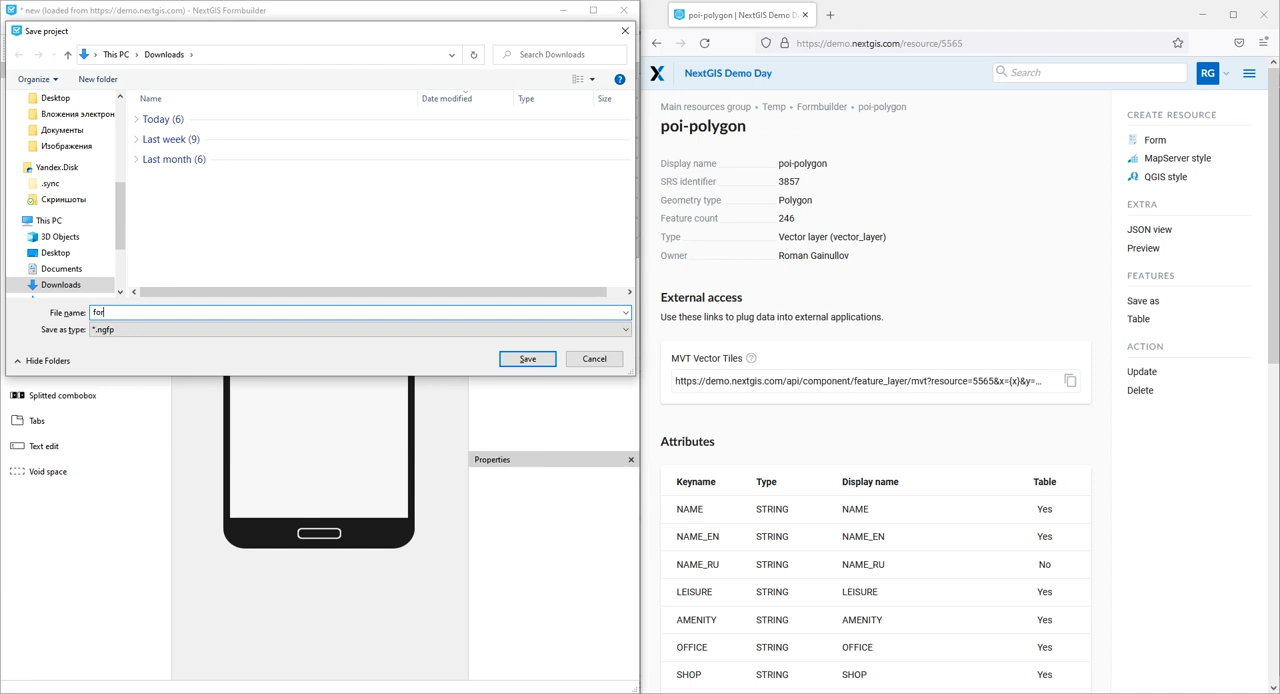 * new (loaded from https://demo.nextgis.com) - NextGIS Formbuilder
Save project
This PC
Downloads
Search Downloads
Organize
New folder
Desktop
Вложения электрон
Документы
Изображения
Yandex.Disk
.sync
Скриншоты
This PC
3D Objects
Desktop
Documents
Downloads
Name
Date modified
Type
Size
Today (6)
Last week (9)
Last month (6)
File name:
for
Save as type:
*.ngfp
Hide Folders
Save
Cancel
Splitted combobox
Tabs
Text edit
Void space
Properties
poi-polygon | NextGIS Demo D
https://demo.nextgis.com/resource/5565
NextGIS Demo Day
Search
RG
Main resources group • Temp • Formbuilder • poi-polygon
poi-polygon
Display name poi-polygon
SRS identifier 3857
Geometry type Polygon
Feature count 246
Type Vector layer (vector_layer)
Owner Roman Gainullov
External access
Use these links to plug data into external applications.
MVT Vector Tiles
https://demo.nextgis.com/api/component/feature_layer/mvt?resource=5565&x={x}&y=...
Attributes
Keyname Type Display name Table
NAME STRING NAME Yes
NAME_EN STRING NAME_EN Yes
NAME_RU STRING NAME_RU No
LEISURE STRING LEISURE Yes
AMENITY STRING AMENITY Yes
OFFICE STRING OFFICE Yes
SHOP STRING SHOP Yes
CREATE RESOURCE
Form
MapServer style
QGIS style
EXTRA
JSON view
Preview
FEATURES
Save as
Table
ACTION
Update
Delete